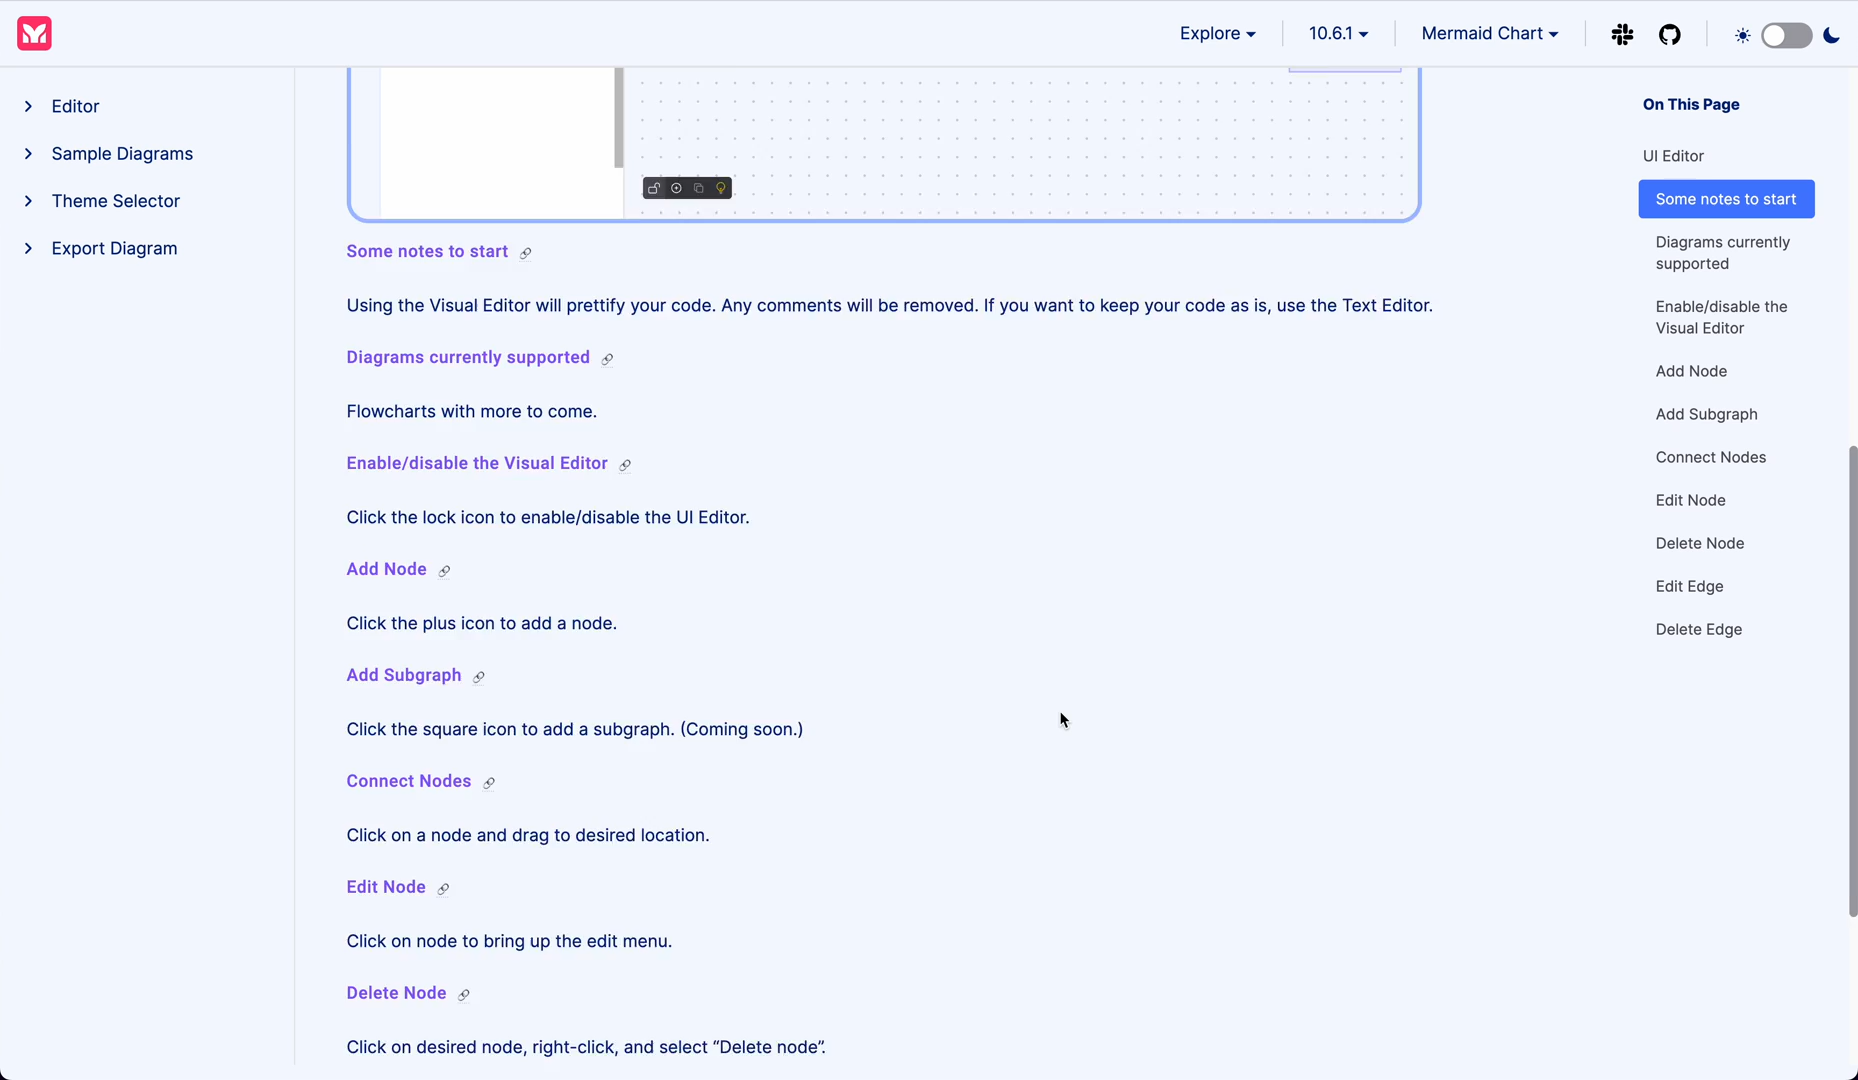 Explore
10.6.1
Mermaid Chart
Editor
Sample Diagrams
Theme Selector
Export Diagram
Some notes to start
Using the Visual Editor will prettify your code. Any comments will be removed. If you want to keep your code as is, use the Text Editor.
Diagrams currently supported
Flowcharts with more to come.
Enable/disable the Visual Editor
Click the lock icon to enable/disable the UI Editor.
Add Node
Click the plus icon to add a node.
Add Subgraph
Click the square icon to add a subgraph. (Coming soon.)
Connect Nodes
Click on a node and drag to desired location.
Edit Node
Click on node to bring up the edit menu.
Delete Node
Click on desired node, right-click, and select “Delete node”.
On This Page
UI Editor
Some notes to start
Diagrams currently
supported
Enable/disable the
Visual Editor
Add Node
Add Subgraph
Connect Nodes
Edit Node
Delete Node
Edit Edge
Delete Edge